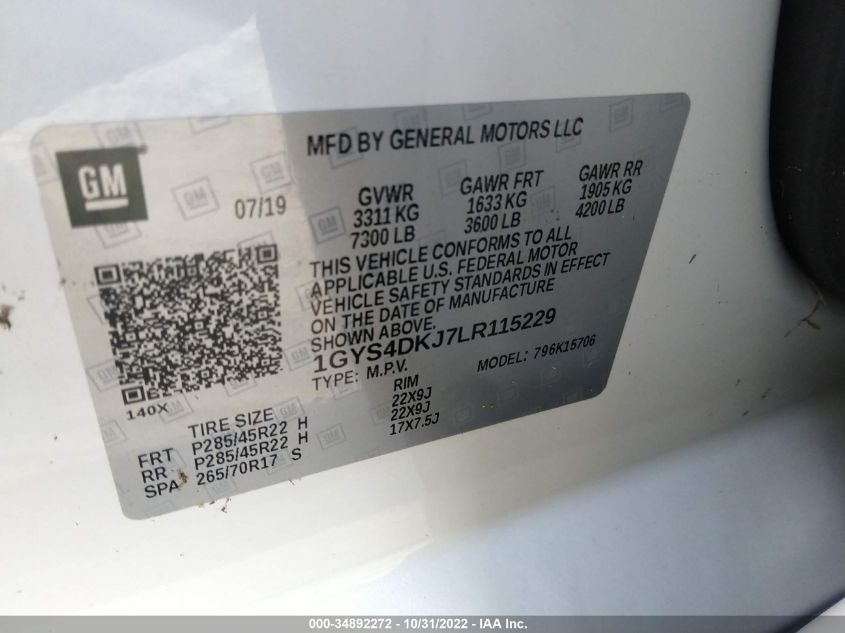 GM
MFD BY GENERAL MOTORS LLC
07/19
GVWR GAWR FRT GAWR RR
3311 KG 1633 KG 1905 KG
7300 LB 3600 LB 4200 LB
THIS VEHICLE CONFORMS TO ALL
APPLICABLE U.S. FEDERAL MOTOR
VEHICLE SAFETY STANDARDS IN EFFECT
ON THE DATE OF MANUFACTURE
SHOWN ABOVE.
1GYS4DKJ7LR115229
TYPE: M.P.V. MODEL: 796K15706
140X
TIRE SIZE RIM
FRT P285/45R22 H 22X9J
RR P285/45R22 H 22X9J
SPA 265/70R17 S 17X7.5J
000-34892272 - 10/31/2022 - IAA Inc.